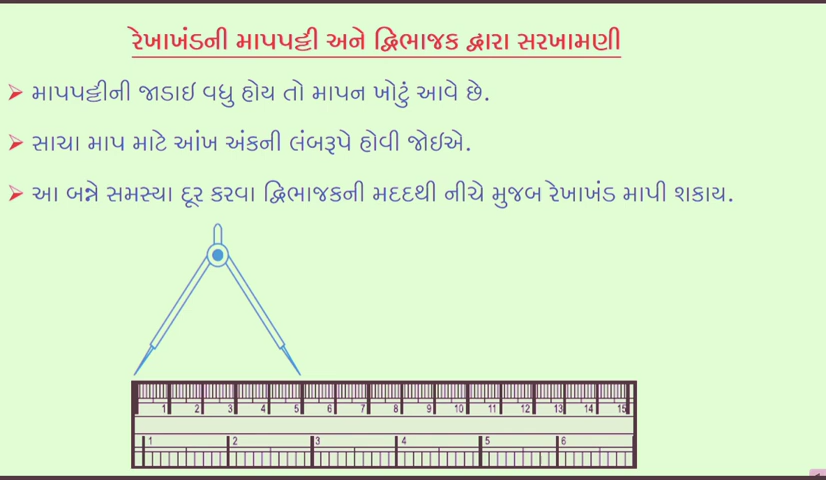 રેખાખંડની માપપટ્ટી અને દ્વિભાજક દ્વારા સરખામણી
માપપટ્ટીની જાડાઈ વધુ હોય તો માપન ખોટું આવે છે.
સાચા માપ માટે આંખ અંકની લંબરૂપે હોવી જોઈએ.
આ બન્ને સમસ્યા દૂર કરવા દ્વિભાજકની મદદથી નીચે મુજબ રેખાખંડ માપી શકાય.
1 2 3 4 5 6 7 8 9 10 11 12 13 14 15
1 2 3 4 5 6